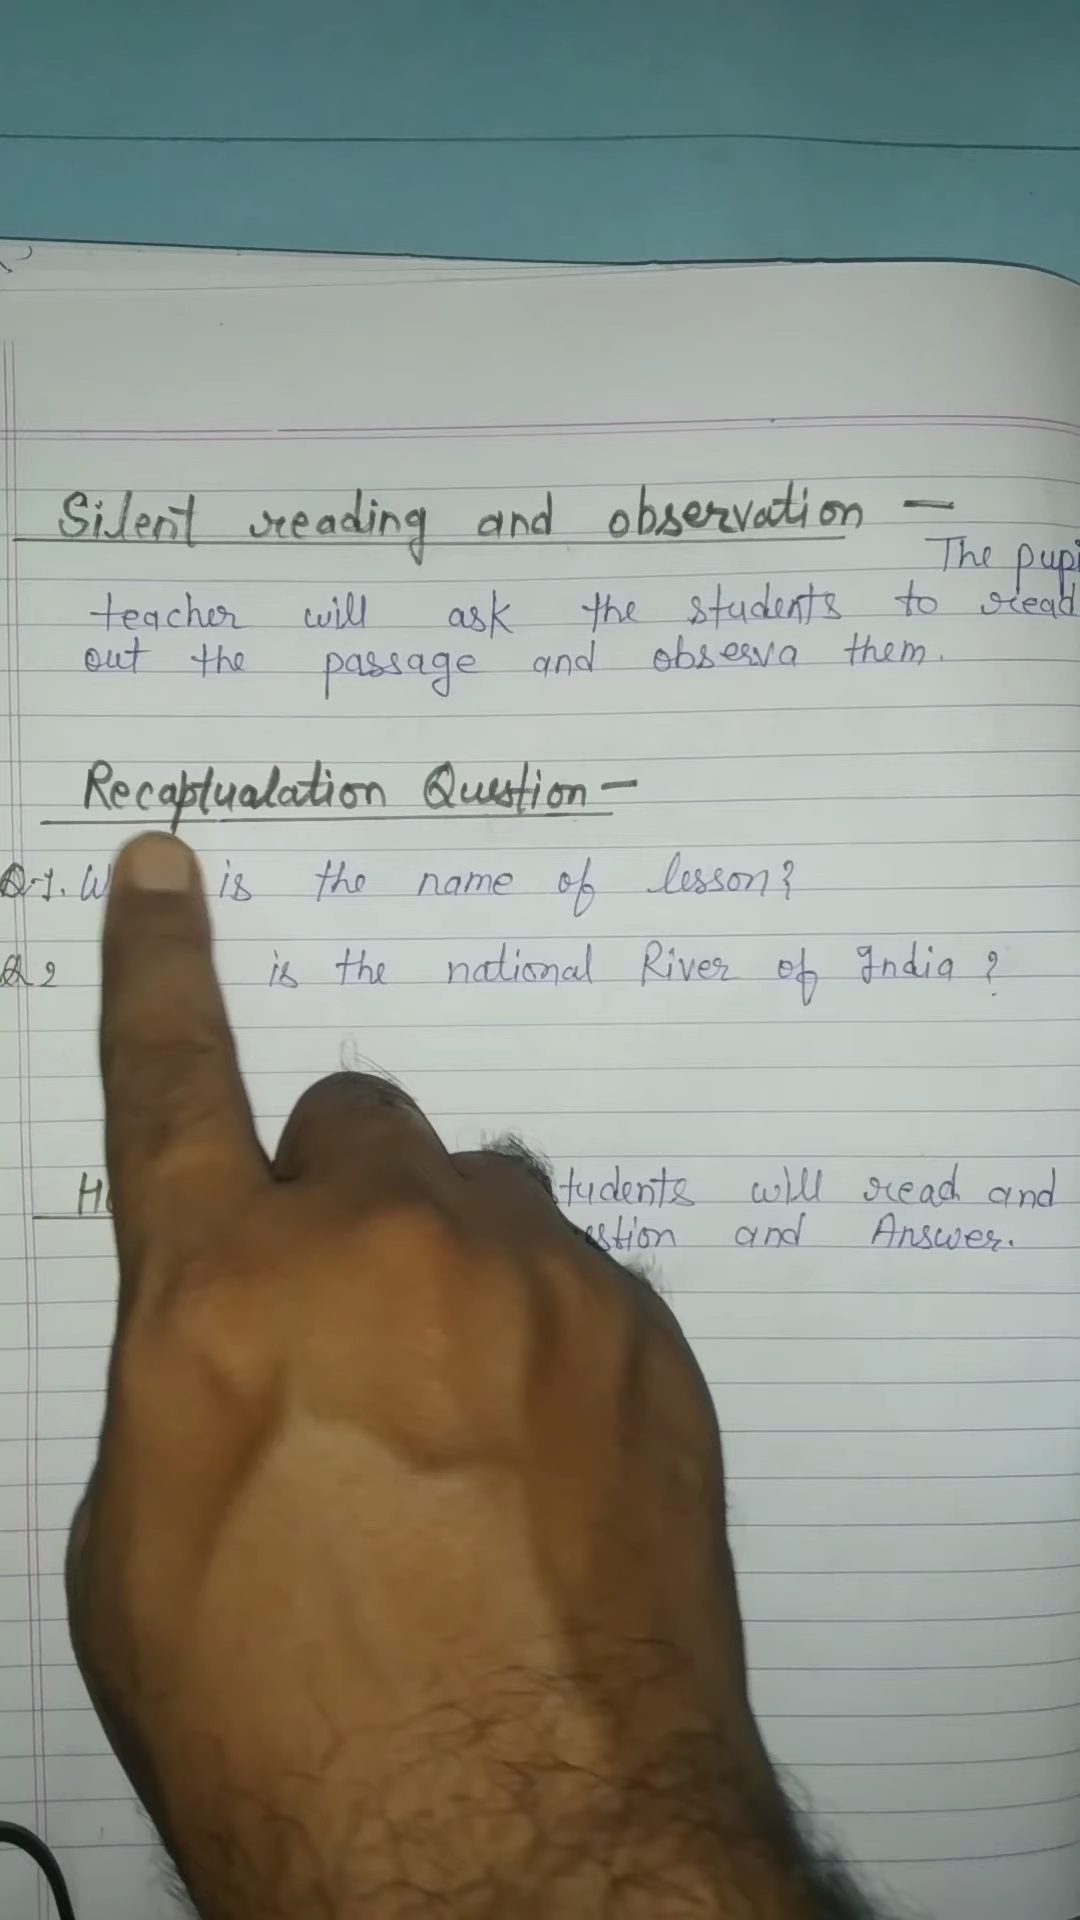 Silent reading and observation -
The pupi
teacher will ask the students to read
out the passage and observa them.
Recaptualation Question -
Q-1. is the name of lesson?
Q 2 is the national River of India ?
will read and
and Answer.